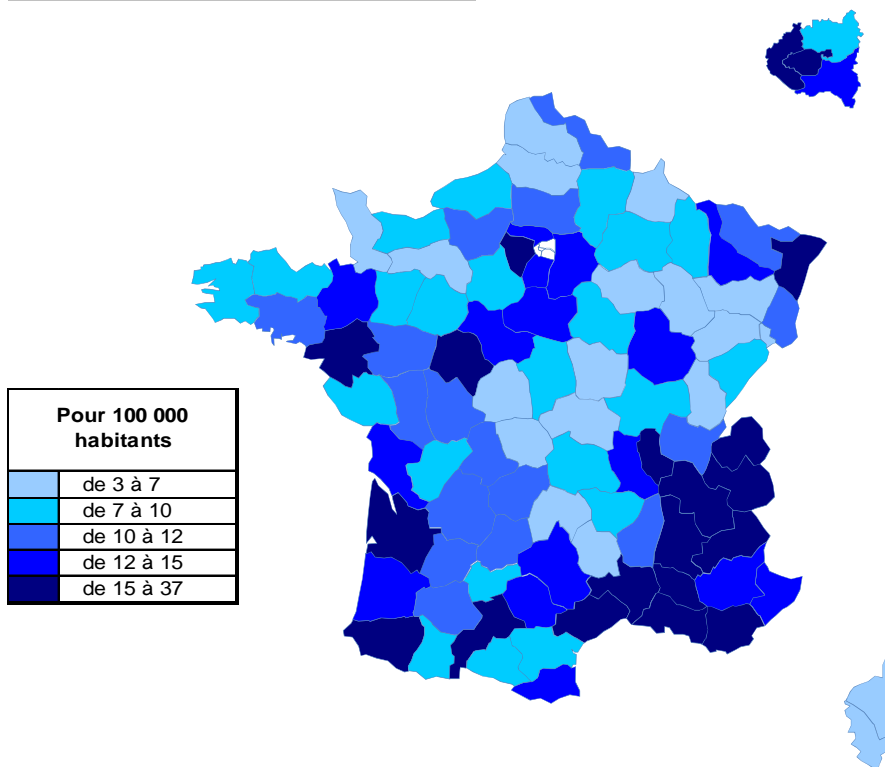 Pour 100 000
habitants
de 3 à 7
de 7 à 10
de 10 à 12
de 12 à 15
de 15 à 37